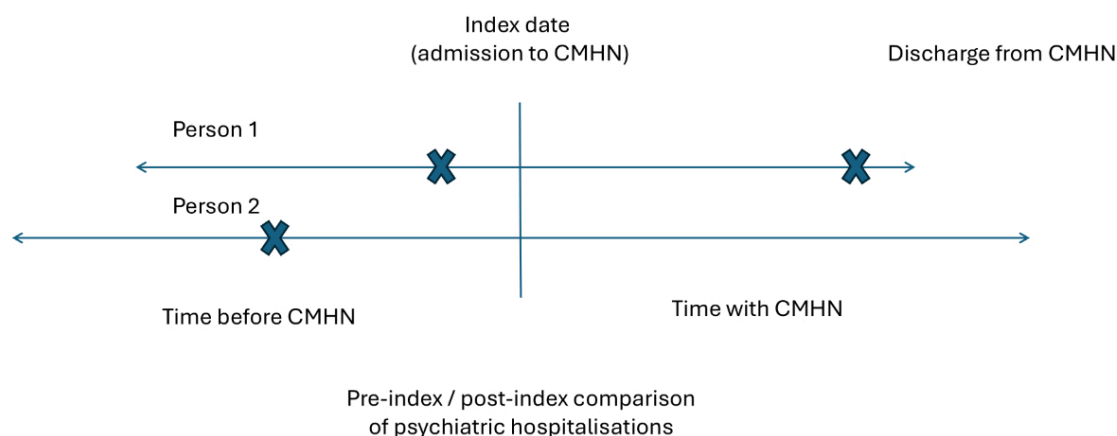 Index date
(admission to CMHN)
Discharge from CMHN
Person 1
Person 2
Time before CMHN
Time with CMHN
Pre-index / post-index comparison
of psychiatric hospitalisations